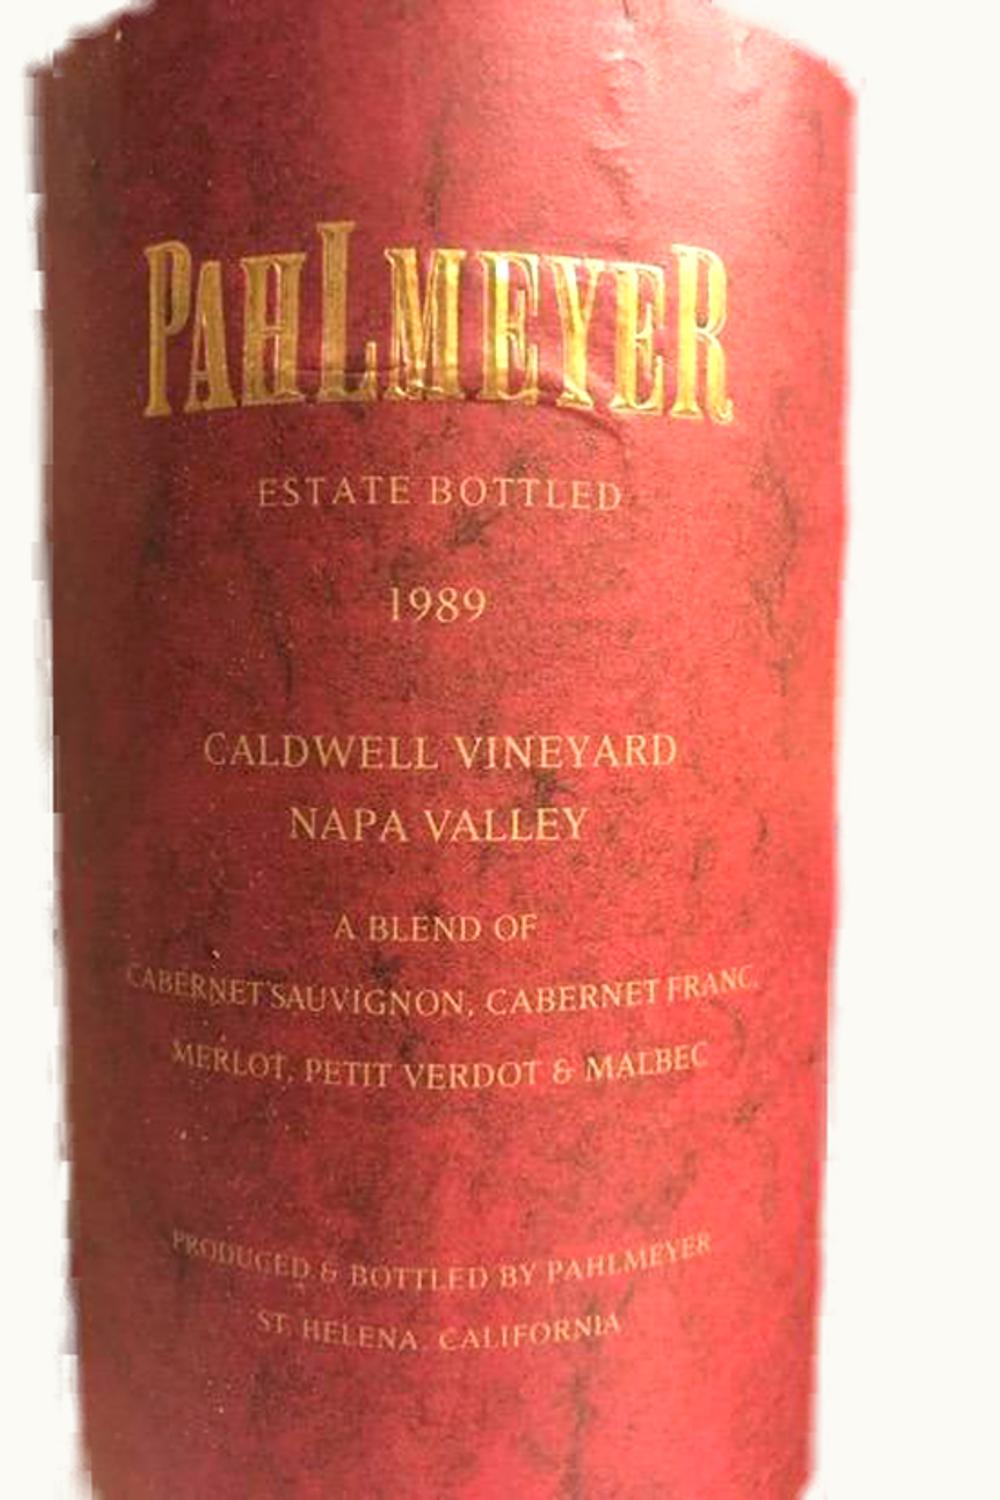 PAHLMEYER
ESTATE BOTTLED
1989
CALDWELL VINEYARD
NAPA VALLEY
A BLEND OF
CABERNET SAUVIGNON, CABERNET FRANC,
MERLOT, PETIT VERDOT & MALBEC
PRODUCED & BOTTLED BY PAHLMEYER
ST. HELENA, CALIFORNIA